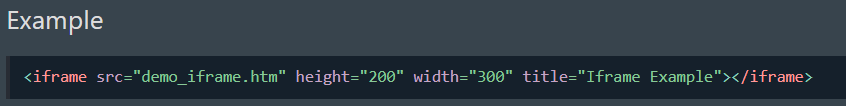 Example
<iframe src="demo_iframe.htm" height="200" width="300" title="Iframe Example"></iframe>